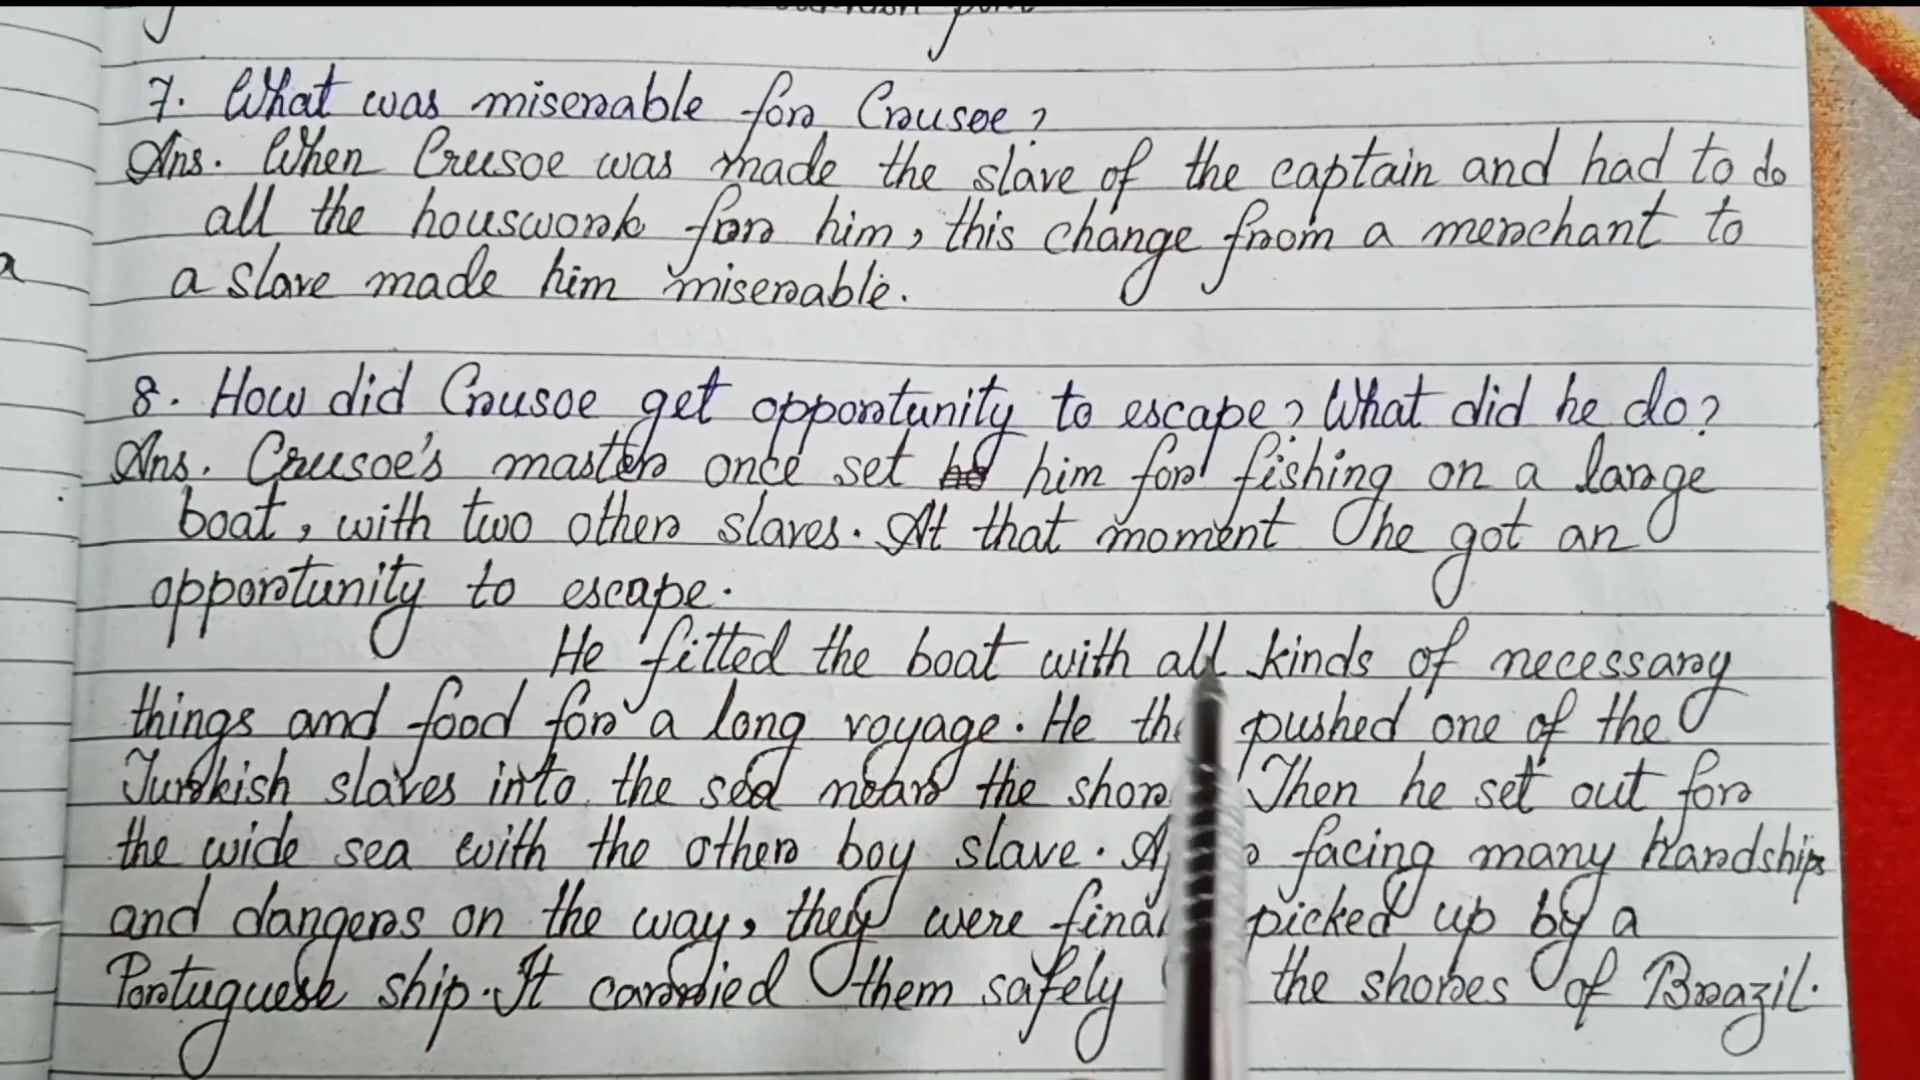 7. What was miserable for Crusoe?
Ans. When Crusoe was made the slave of the captain and had to do
all the houswork for him, this change from a merchant to
a slave made him miserable.
8. How did Crusoe get opportunity to escape? What did he do?
Ans. Crusoe's master once set him for fishing on a large
boat, with two other slaves. At that moment he got an
opportunity to escape.
He fitted the boat with all kinds of necessary
things and food for a long voyage. He pushed one of the
Turkish slaves into the sea near the Then he set out for
the wide sea with the other boy slave. facing many hardships
and dangers on the way, they were picked up by a
Portuguese ship. It carried them safely the shores of Brazil.